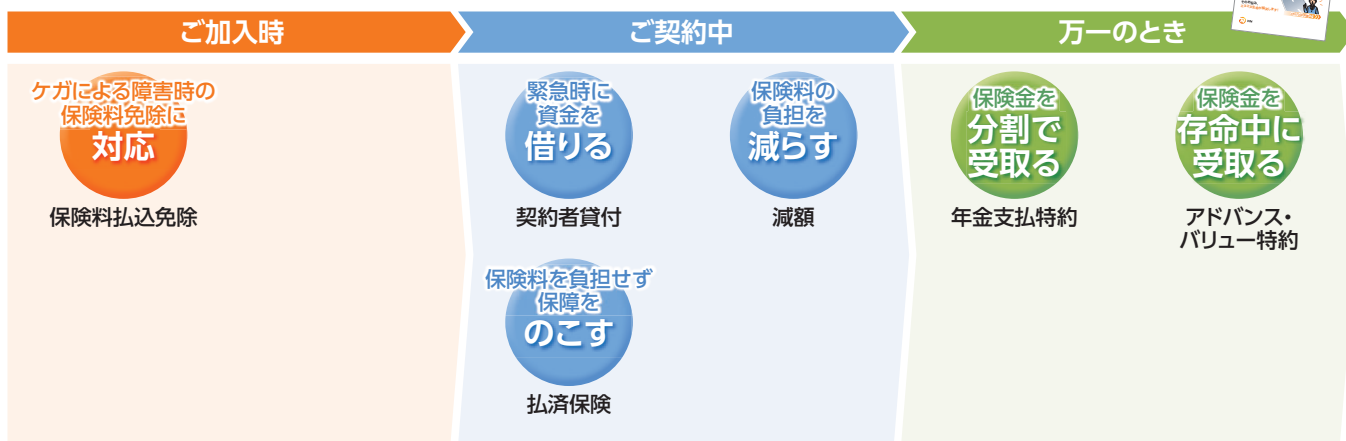 ご加入時
ケガによる障害時の
保険料免除に
対応
保険料払込免除
ご契約中
緊急時に
資金を
借りる
契約者貸付
保険料の
負担を
減らす
減額
保険料を負担せず
保障を
のこす
払済保険
万一のとき
保険金を
分割で
受取る
年金支払特約
保険金を
存命中に
受取る
アドバンス・
バリュー特約